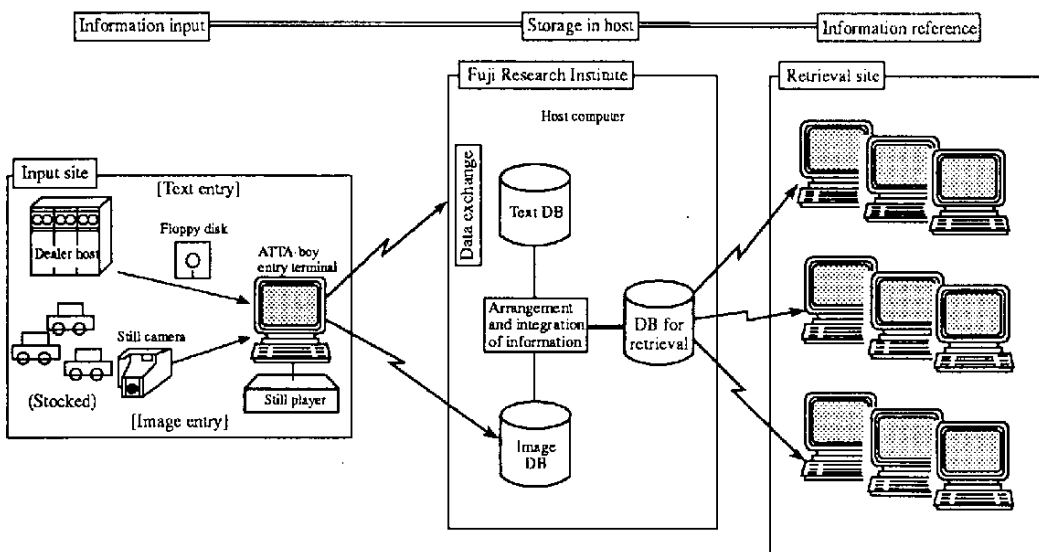 Information input
Storage in host
Information reference
Fuji Research Institute
Retrieval site
Host computer
Input site
[Text entry]
Data exchange
Floppy disk
Text DB
Dealer host
ATTA-boy
entry terminal
Arrangement
and integration
of information
DB for
retrieval
Still camera
(Stocked)
Still player
[Image entry]
Image
DB